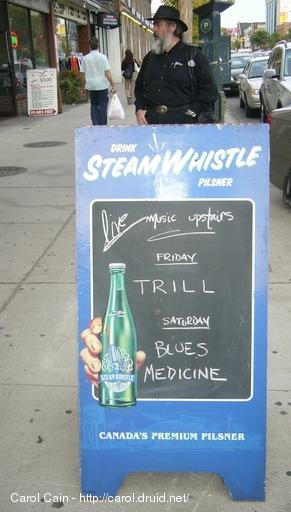 DRINK
STEAM WHISTLE
PILSNER
live music upstairs
FRIDAY
TRILL
SATURDAY
BLUES
MEDICINE
STEAM WHISTLE
CANADA'S PREMIUM PILSNER
Carol Cain - http://carol.druid.net/